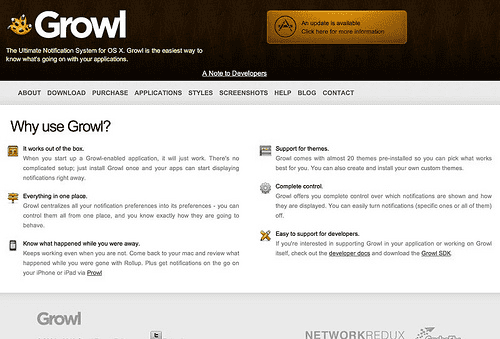 Growl
The Ultimate Notification System for OS X. Growl is the easiest way to
know what's going on with your applications.
An update is available
Click here for more information
A Note to Developers
ABOUT DOWNLOAD PURCHASE APPLICATIONS STYLES SCREENSHOTS HELP BLOG CONTACT
Why use Growl?
It works out of the box.
When you start up a Growl-enabled application, it will just work. There's no
complicated setup; just install Growl once and your apps can start displaying
notifications right away.
Everything in one place.
Growl centralizes all your notification preferences into its preferences - you can
control them all from one place, and you know exactly how they are going to
behave.
Know what happened while you were away.
Keeps working even when you are not. Come back to your mac and review what
happened while you were gone with Rollup. Plus get notifications on the go on
your iPhone or iPad via Prowl
Support for themes.
Growl comes with almost 20 themes pre-installed so you can pick what works
best for you. You can also create and install your own custom themes.
Complete control.
Growl offers you complete control over which notifications are shown and how
they are displayed. You can easily turn notifications (specific ones or all of them)
off.
Easy to support for developers.
If you're interested in supporting Growl in your application or working on Growl
itself, check out the developer docs and download the Growl SDK
Growl
NETWORKREDUX